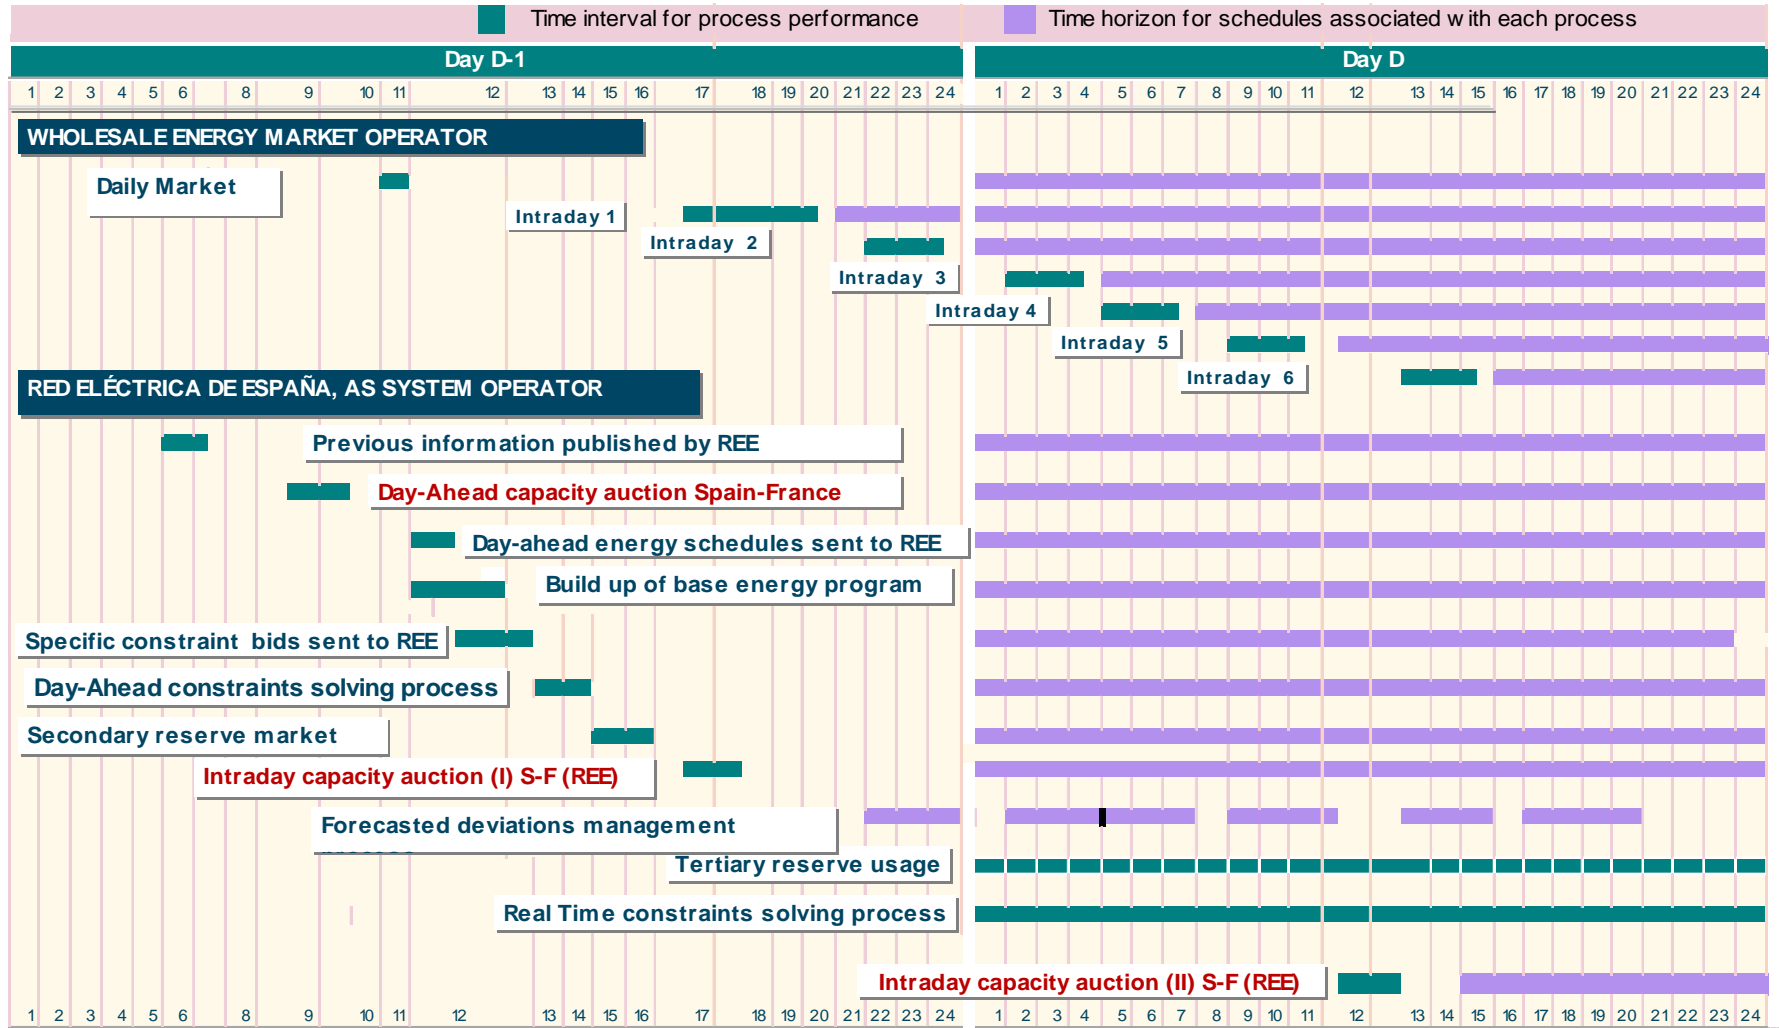 Time interval for process performance Time horizon for schedules associated with each process
Day D-1 Day D
1 2 3 4 5 6 8 9 10 11 12 13 14 15 16 17 18 19 20 21 22 23 24 1 2 3 4 5 6 7 8 9 10 11 12 13 14 15 16 17 18 19 20 21 22 23 24
WHOLESALE ENERGY MARKET OPERATOR
Daily Market
Intraday 1
Intraday 2
Intraday 3
Intraday 4
Intraday 5
Intraday 6
RED ELÉCTRICA DE ESPAÑA, AS SYSTEM OPERATOR
Previous information published by REE
Day-Ahead capacity auction Spain-France
Day-ahead energy schedules sent to REE
Build up of base energy program
Specific constraint bids sent to REE
Day-Ahead constraints solving process
Secondary reserve market
Intraday capacity auction (I) S-F (REE)
Forecasted deviations management
Tertiary reserve usage
Real Time constraints solving process
Intraday capacity auction (II) S-F (REE)
1 2 3 4 5 6 8 9 10 11 12 13 14 15 16 17 18 19 20 21 22 23 24 1 2 3 4 5 6 7 8 9 10 11 12 13 14 15 16 17 18 19 20 21 22 23 24